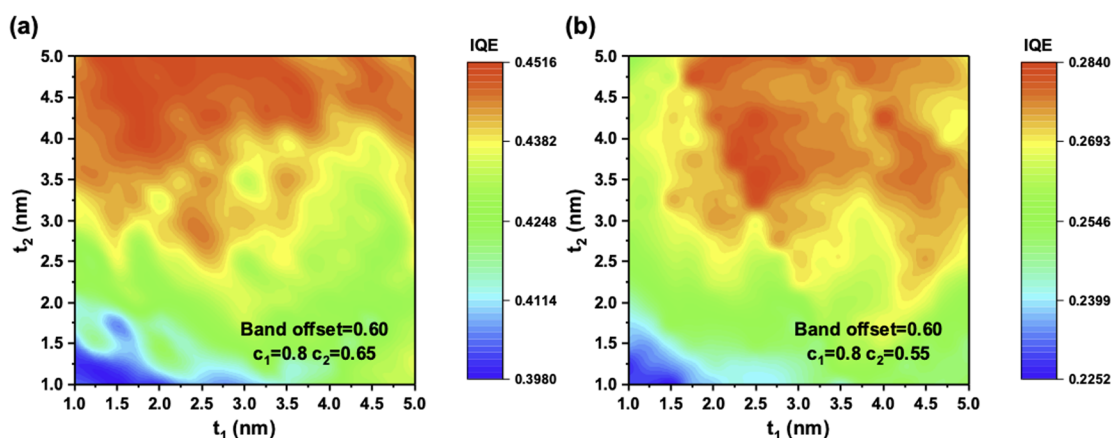 (a)
IQE
5.0
4.5
4.0
3.5
3.0
2.5
2.0
1.5
1.0
t₂ (nm)
Band offset=0.60
c₁=0.8 c₂=0.65
1.0 1.5 2.0 2.5 3.0 3.5 4.0 4.5 5.0
t₁ (nm)
0.4516
0.4382
0.4248
0.4114
0.3980
(b)
IQE
5.0
4.5
4.0
3.5
3.0
2.5
2.0
1.5
1.0
t₂ (nm)
Band offset=0.60
c₁=0.8 c₂=0.55
1.0 1.5 2.0 2.5 3.0 3.5 4.0 4.5 5.0
t₁ (nm)
0.2840
0.2693
0.2546
0.2399
0.2252